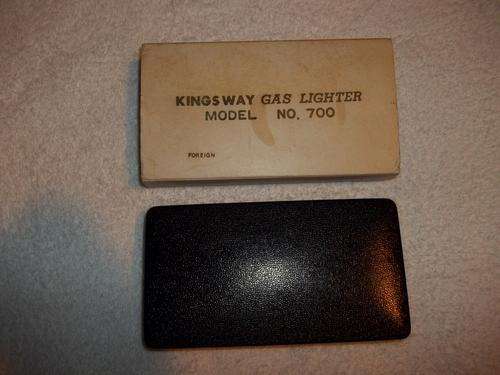 KINGSWAY GAS LIGHTER
MODEL NO. 700
FOREIGN